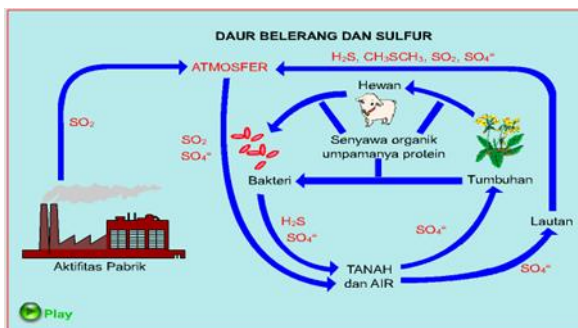 DAUR BELERANG DAN SULFUR
H₂S, CH₃SCH₃, SO₂, SO₄⁼
ATMOSFER
Hewan
SO₂
SO₂
SO₄⁼
Senyawa organik
umpamanya protein
Bakteri
Tumbuhan
Lautan
H₂S
SO₄⁼
SO₄⁼
Aktifitas Pabrik
TANAH
dan AIR
SO₄⁼
Play